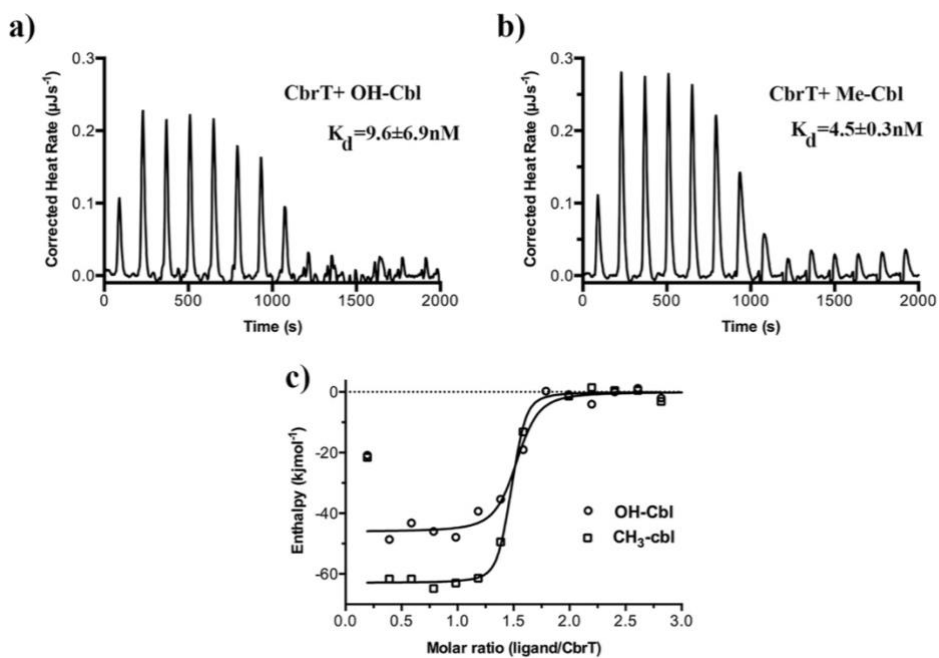 a)
Corrected Heat Rate (µJs⁻¹)
0.3
0.2
0.1
0.0
CbrT+ OH-Cbl
K_d=9.6±6.9nM
0
500
1000
1500
2000
Time (s)
b)
Corrected Heat Rate (µJs⁻¹)
0.3
0.2
0.1
0.0
CbrT+ Me-Cbl
K_d=4.5±0.3nM
0
500
1000
1500
2000
Time (s)
c)
Enthalpy (kjmol⁻¹)
0
-20
-40
-60
OH-Cbl
CH₃-cbl
0.0
0.5
1.0
1.5
2.0
2.5
3.0
Molar ratio (ligand/CbrT)